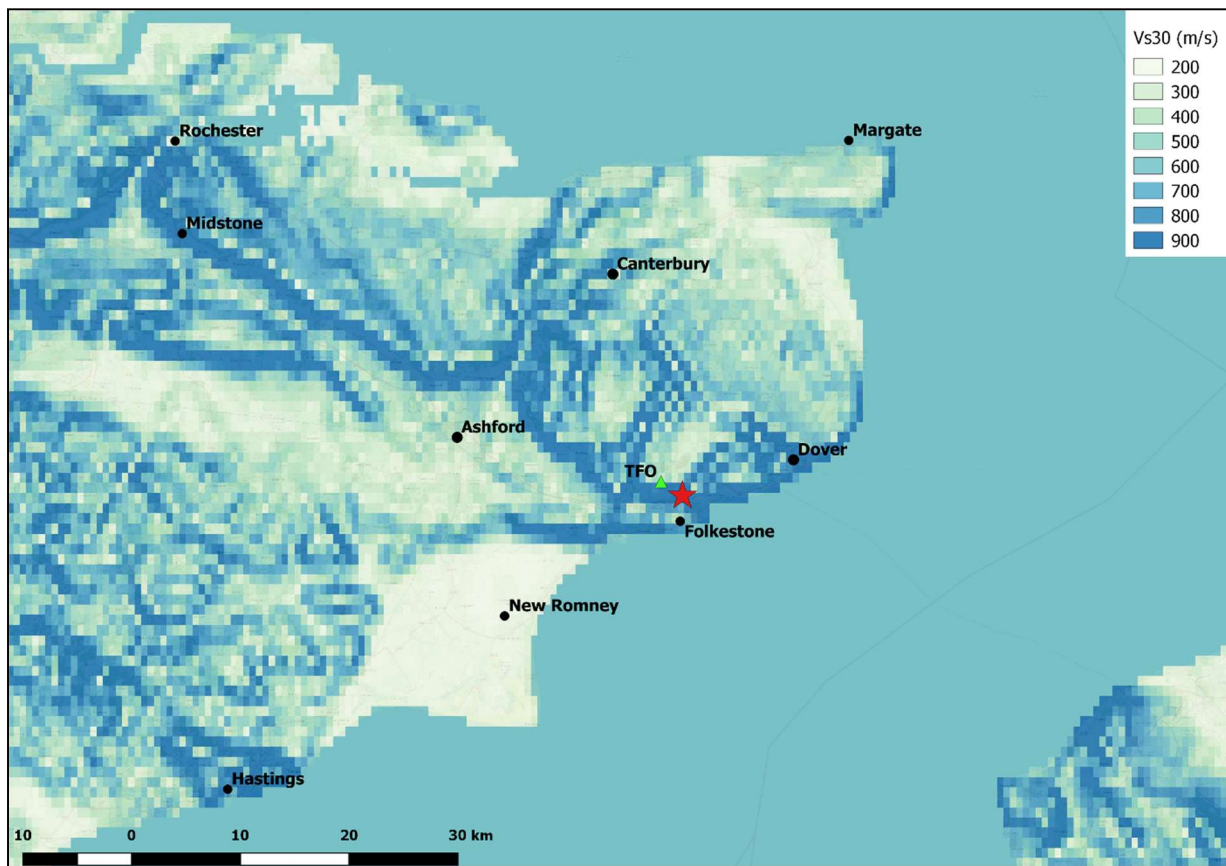 Vs30 (m/s)
200
300
400
500
600
700
800
900
Rochester
Margate
Midstone
Canterbury
Ashford
Dover
TFO
Folkestone
New Romney
Hastings
10 0 10 20 30 km